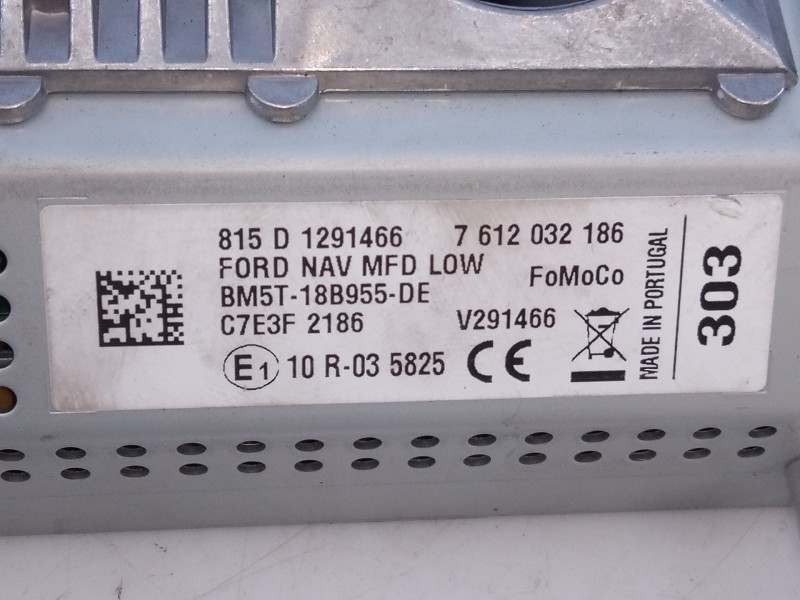 815 D 1291466 7 612 032 186
FORD NAV MFD LOW FoMoCo
BM5T-18B955-DE
C7E3F 2186 V291466
E1 10 R-03 5825 CE
MADE IN PORTUGAL
303